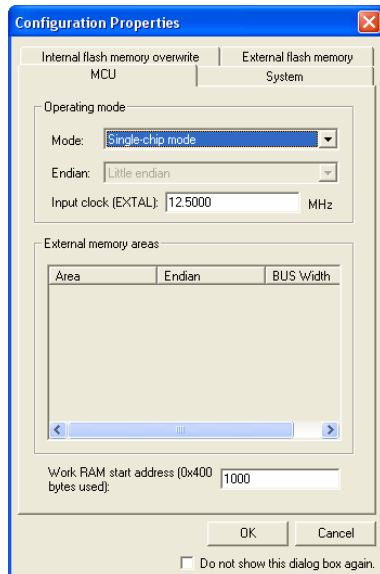 Configuration Properties
Internal flash memory overwrite External flash memory
MCU System
Operating mode
Mode: Single-chip mode
Endian: Little endian
Input clock (EXTAL): 12.5000 MHz
External memory areas
Area Endian BUS Width
Work RAM start address (0x400
bytes used): 1000
OK Cancel
Do not show this dialog box again.